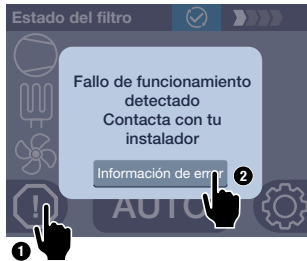 Estado del filtro
Fallo de funcionamiento
detectado
Contacta con tu
instalador
Información de error
2
AUTO
1